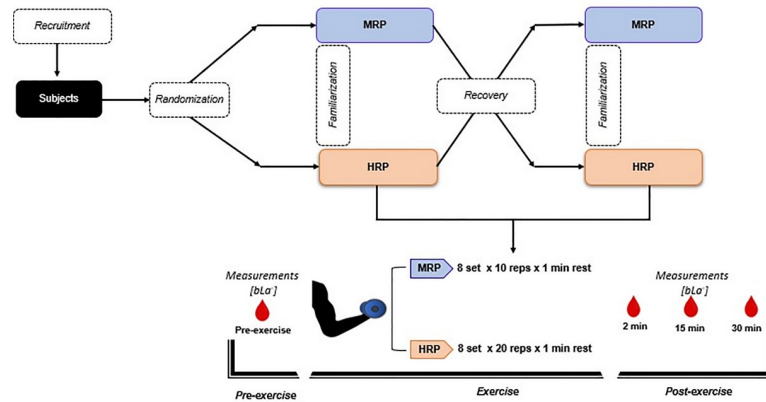 Recruitment
Subjects
Randomization
MRP
Familiarization
HRP
Recovery
MRP
Familiarization
HRP
Measurements
[bLa-]
Pre-exercise
MRP 8 set x 10 reps x 1 min rest
HRP 8 set x 20 reps x 1 min rest
Measurements
[bLa-]
2 min 15 min 30 min
Pre-exercise
Exercise
Post-exercise